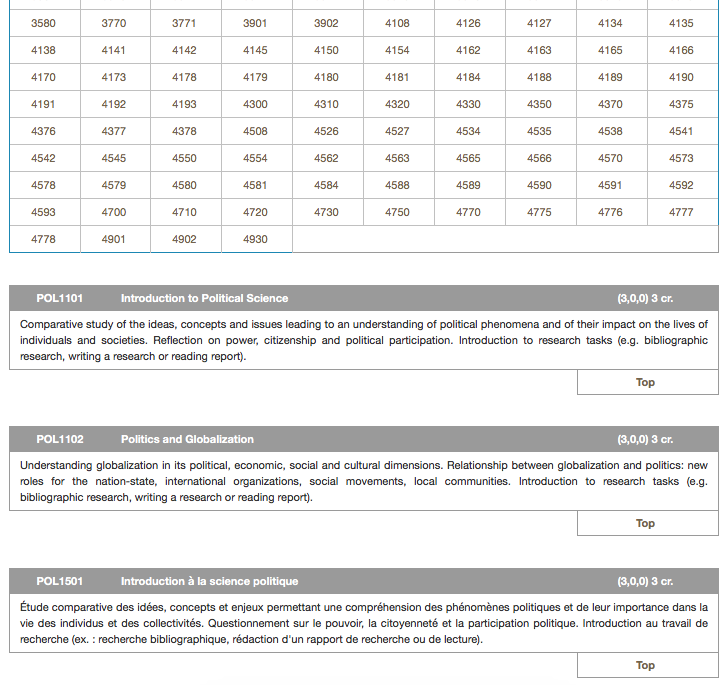 3580 3770 3771 3901 3902 4108 4126 4127 4134 4135
4138 4141 4142 4145 4150 4154 4162 4163 4165 4166
4170 4173 4178 4179 4180 4181 4184 4188 4189 4190
4191 4192 4193 4300 4310 4320 4330 4350 4370 4375
4376 4377 4378 4508 4526 4527 4534 4535 4538 4541
4542 4545 4550 4554 4562 4563 4565 4566 4570 4573
4578 4579 4580 4581 4584 4588 4589 4590 4591 4592
4593 4700 4710 4720 4730 4750 4770 4775 4776 4777
4778 4901 4902 4930
POL1101 Introduction to Political Science (3,0,0) 3 cr.
Comparative study of the ideas, concepts and issues leading to an understanding of political phenomena and of their impact on the lives of
individuals and societies. Reflection on power, citizenship and political participation. Introduction to research tasks (e.g. bibliographic
research, writing a research or reading report).
Top
POL1102 Politics and Globalization (3,0,0) 3 cr.
Understanding globalization in its political, economic, social and cultural dimensions. Relationship between globalization and politics: new
roles for the nation-state, international organizations, social movements, local communities. Introduction to research tasks (e.g.
bibliographic research, writing a research or reading report).
Top
POL1501 Introduction à la science politique (3,0,0) 3 cr.
Étude comparative des idées, concepts et enjeux permettant une compréhension des phénomènes politiques et de leur importance dans la
vie des individus et des collectivités. Questionnement sur le pouvoir, la citoyenneté et la participation politique. Introduction au travail de
recherche (ex. : recherche bibliographique, rédaction d'un rapport de recherche ou de lecture).
Top